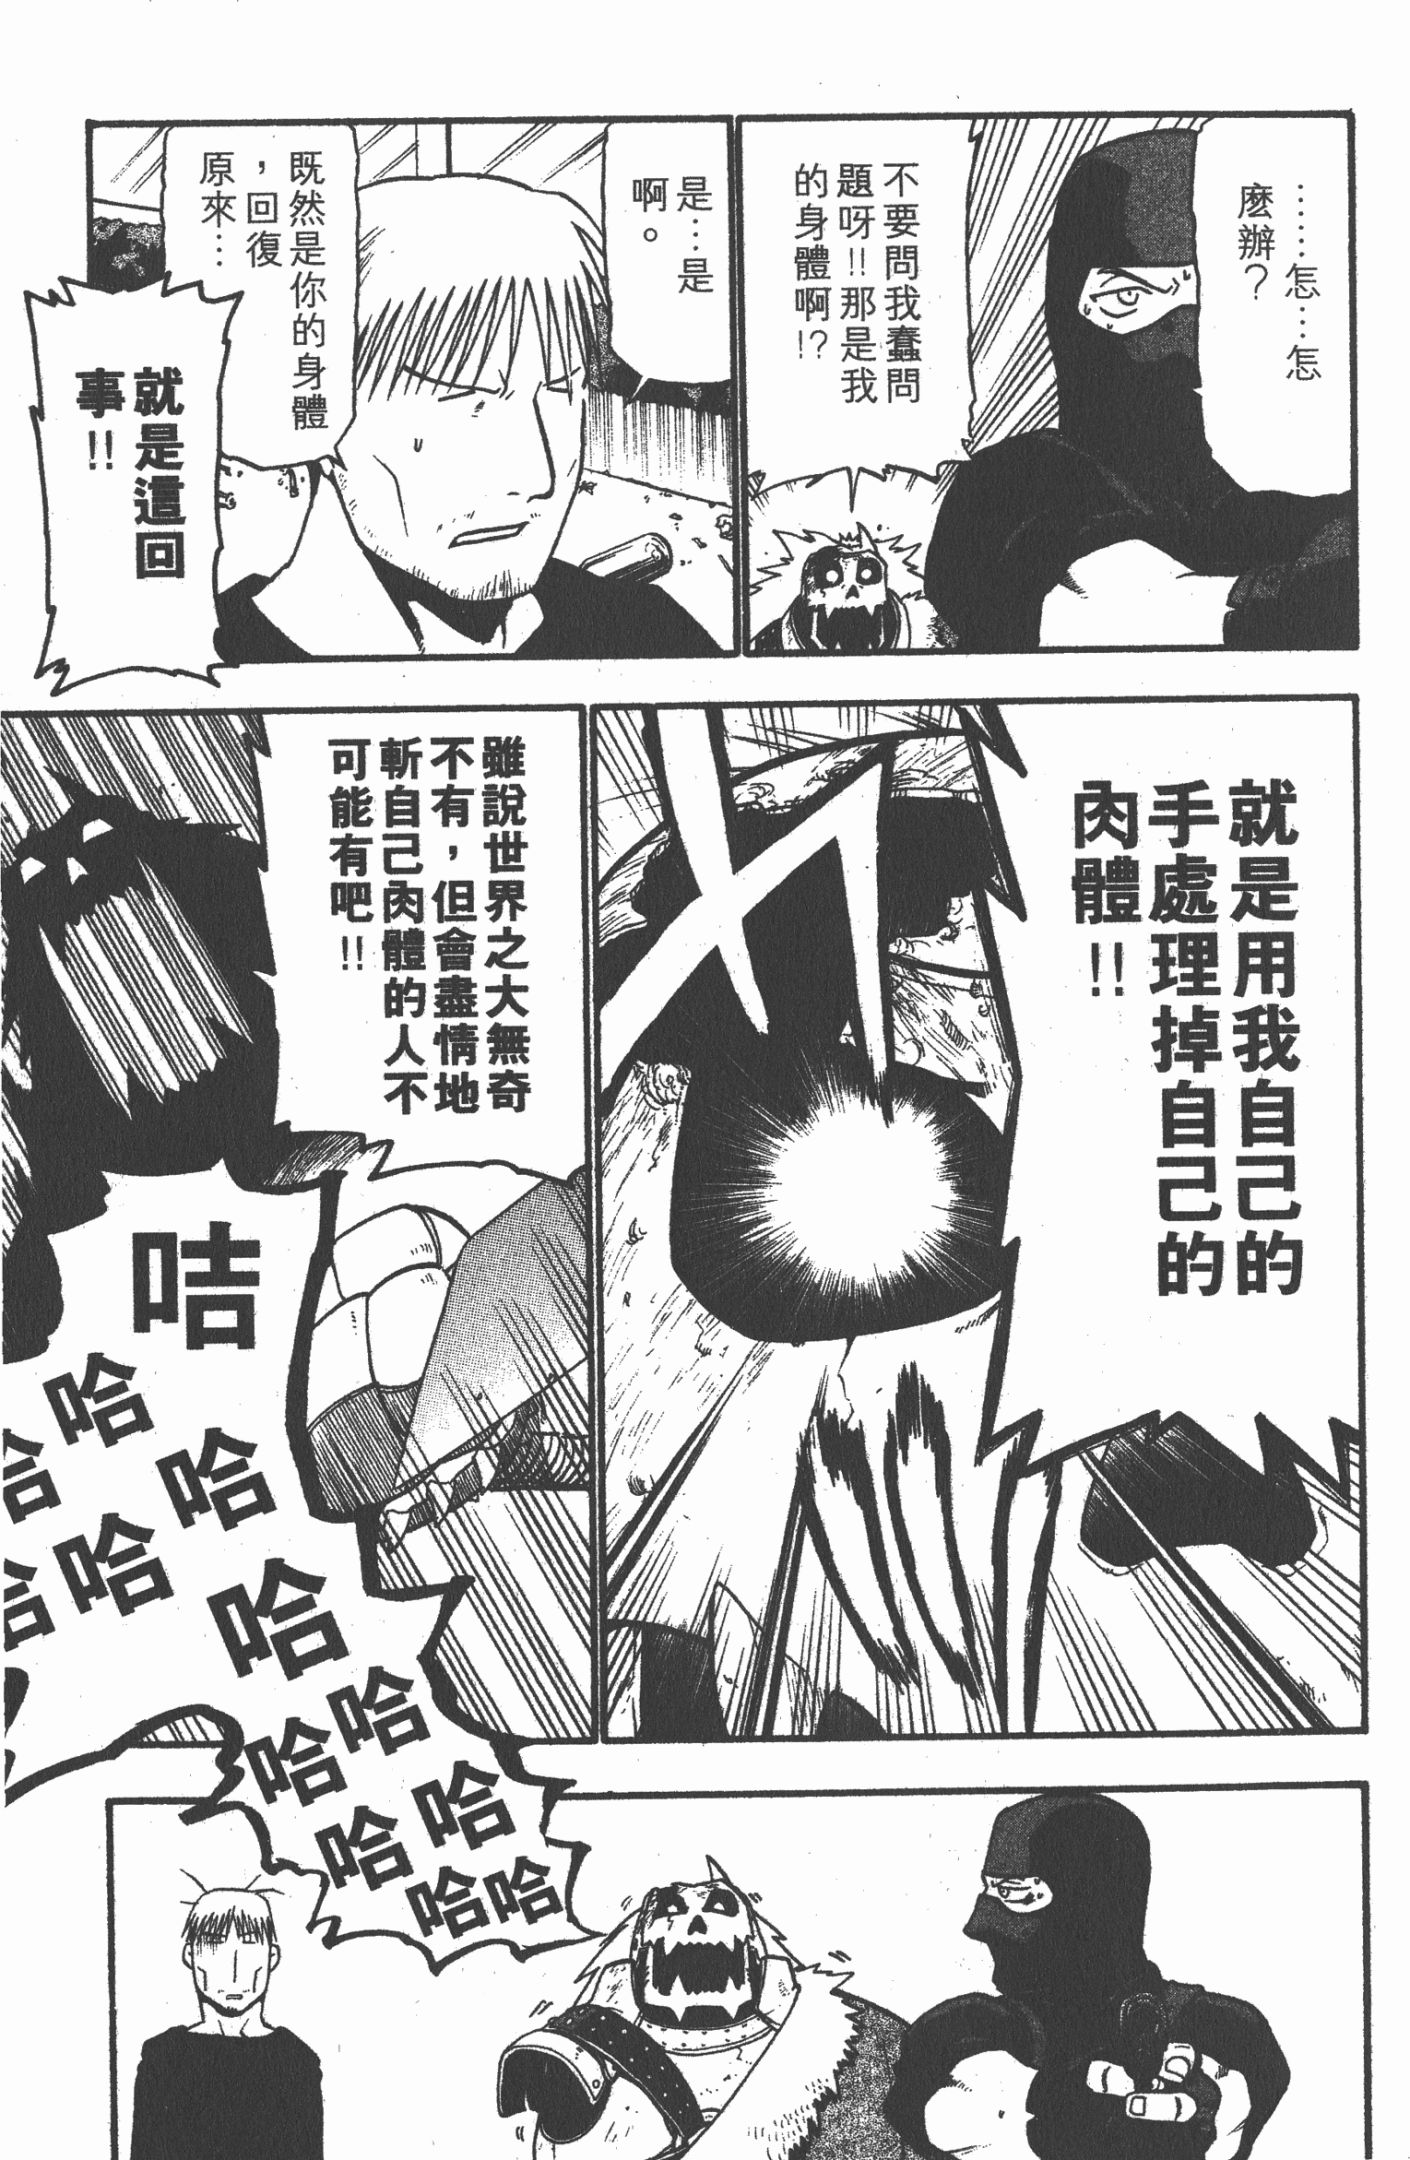 ……怎…怎
麼辦？
不要問我蠢問
題呀!!那是我
的身體啊!?
是…是
啊。
既然是你的身體
，回復
原來…
就是這回
事!!
就是用我自己的
手處理掉自己的
肉體!!
雖說世界之大無奇
不有，但會盡情地
斬自己肉體的人不
可能有吧!!
咭
哈
哈
哈
哈
哈
哈
哈
哈
哈
哈
哈
哈